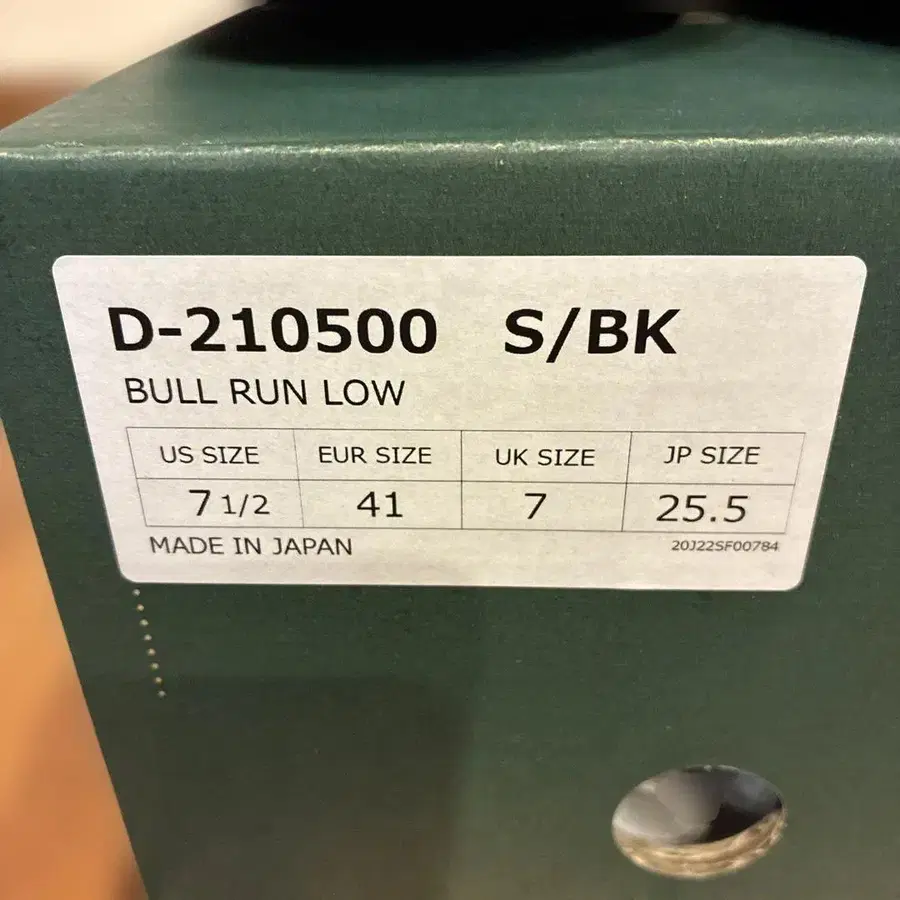 D-210500 S/BK
BULL RUN LOW
US SIZE EUR SIZE UK SIZE JP SIZE
7 1/2 41 7 25.5
MADE IN JAPAN 20J22SF00784